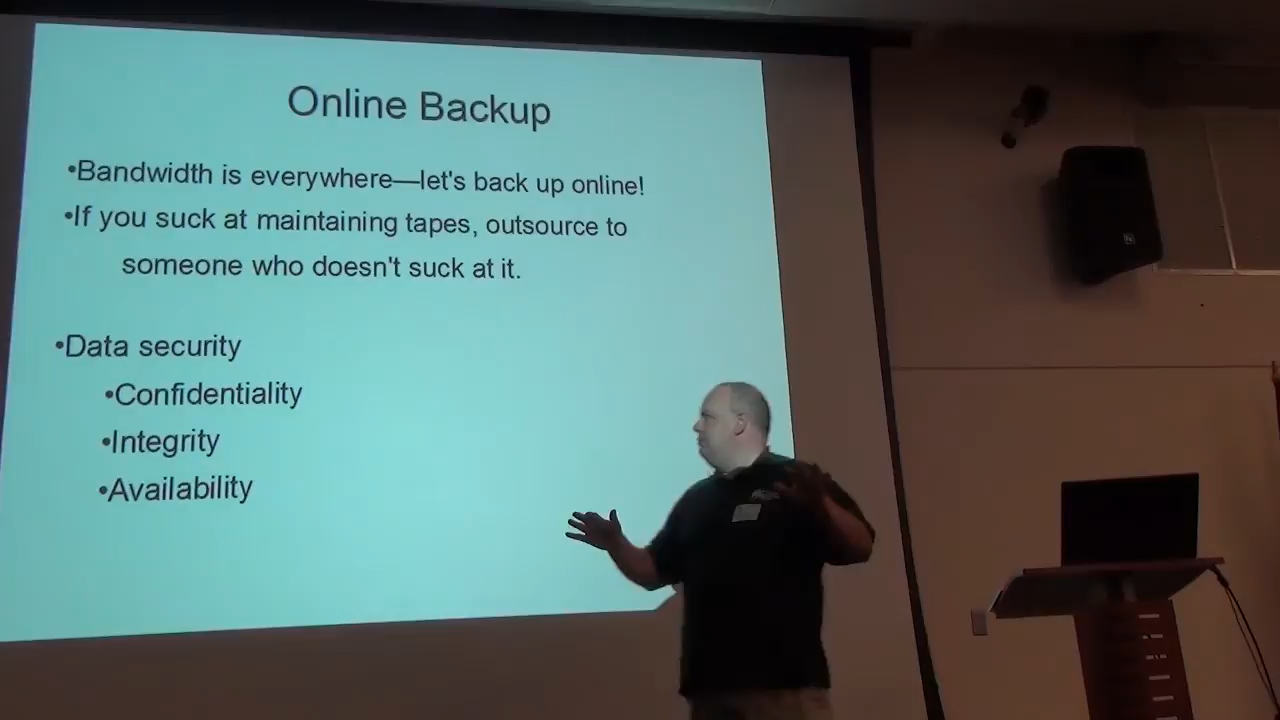 Online Backup
•Bandwidth is everywhere—let's back up online!
•If you suck at maintaining tapes, outsource to
someone who doesn't suck at it.
•Data security
•Confidentiality
•Integrity
•Availability